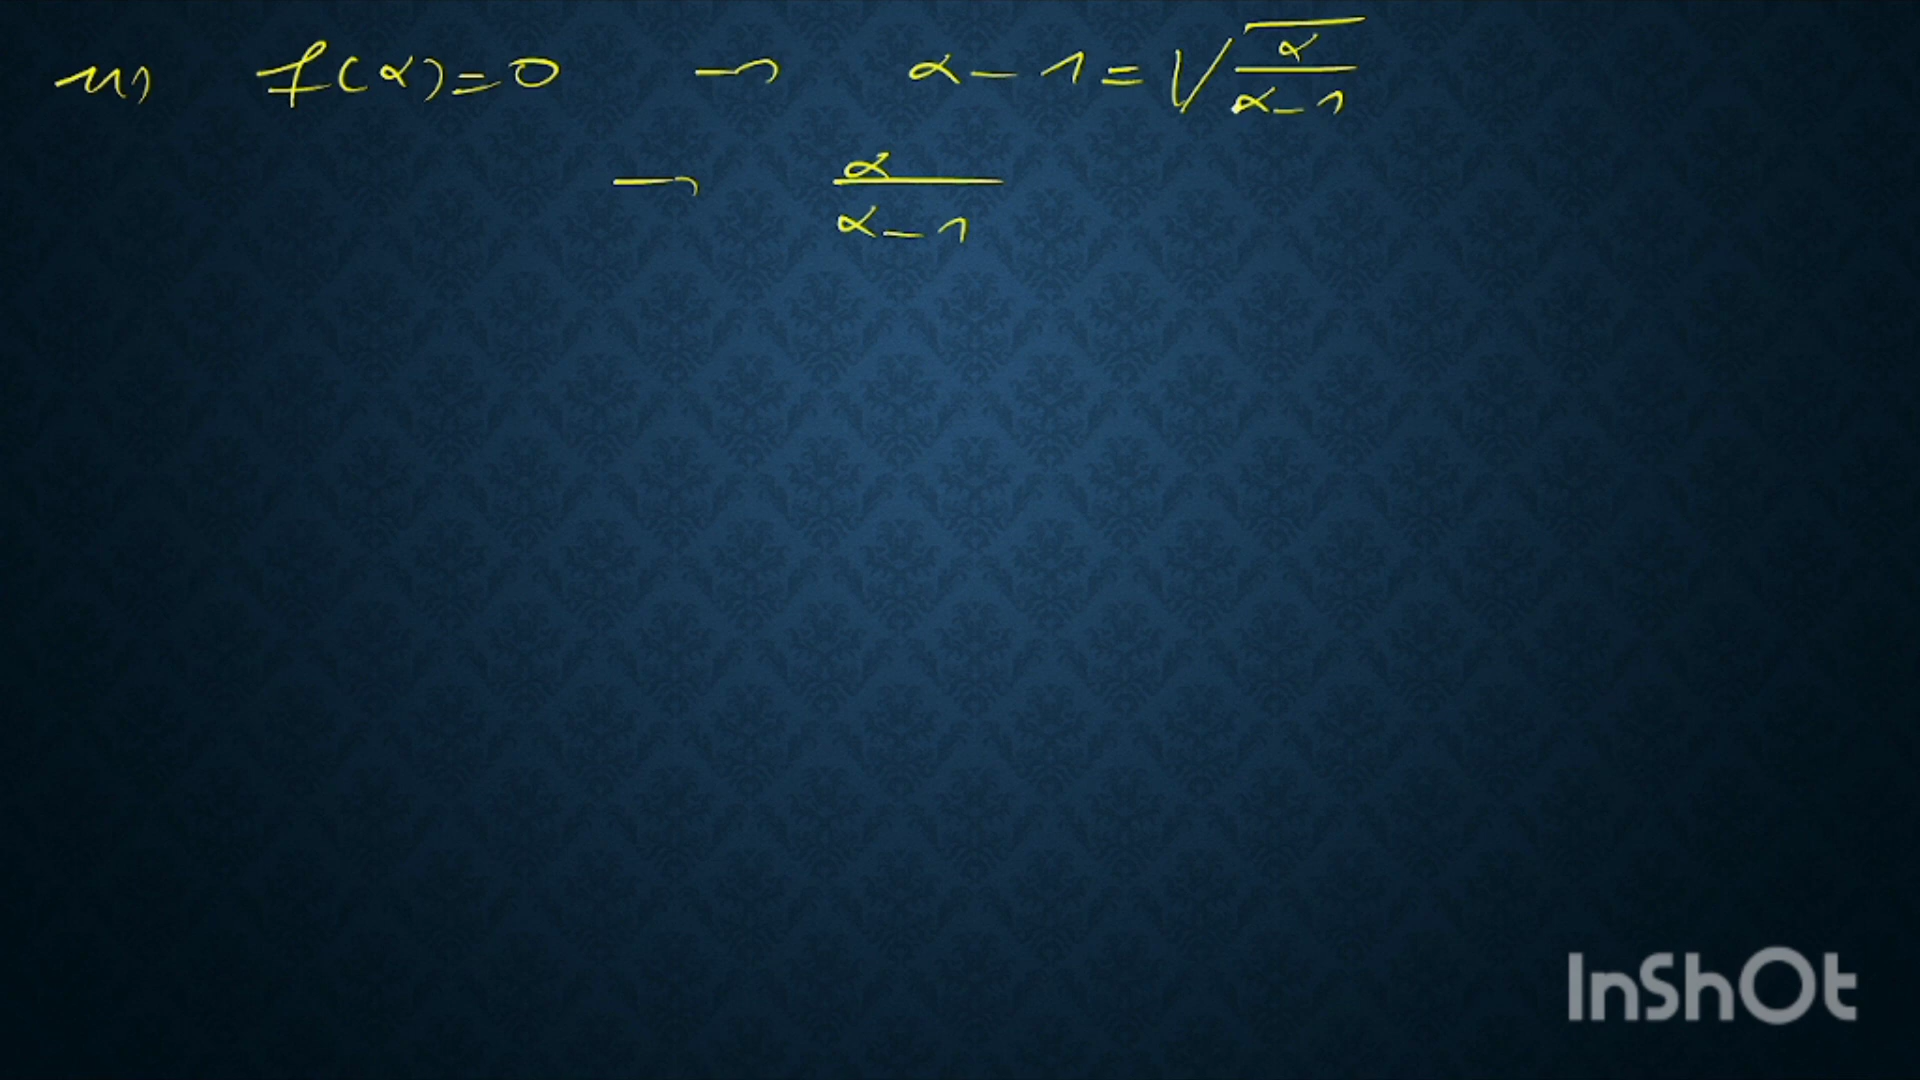 f(α)=0 → α-1=√(α/(α-1))
→ α/(α-1)
InShOt